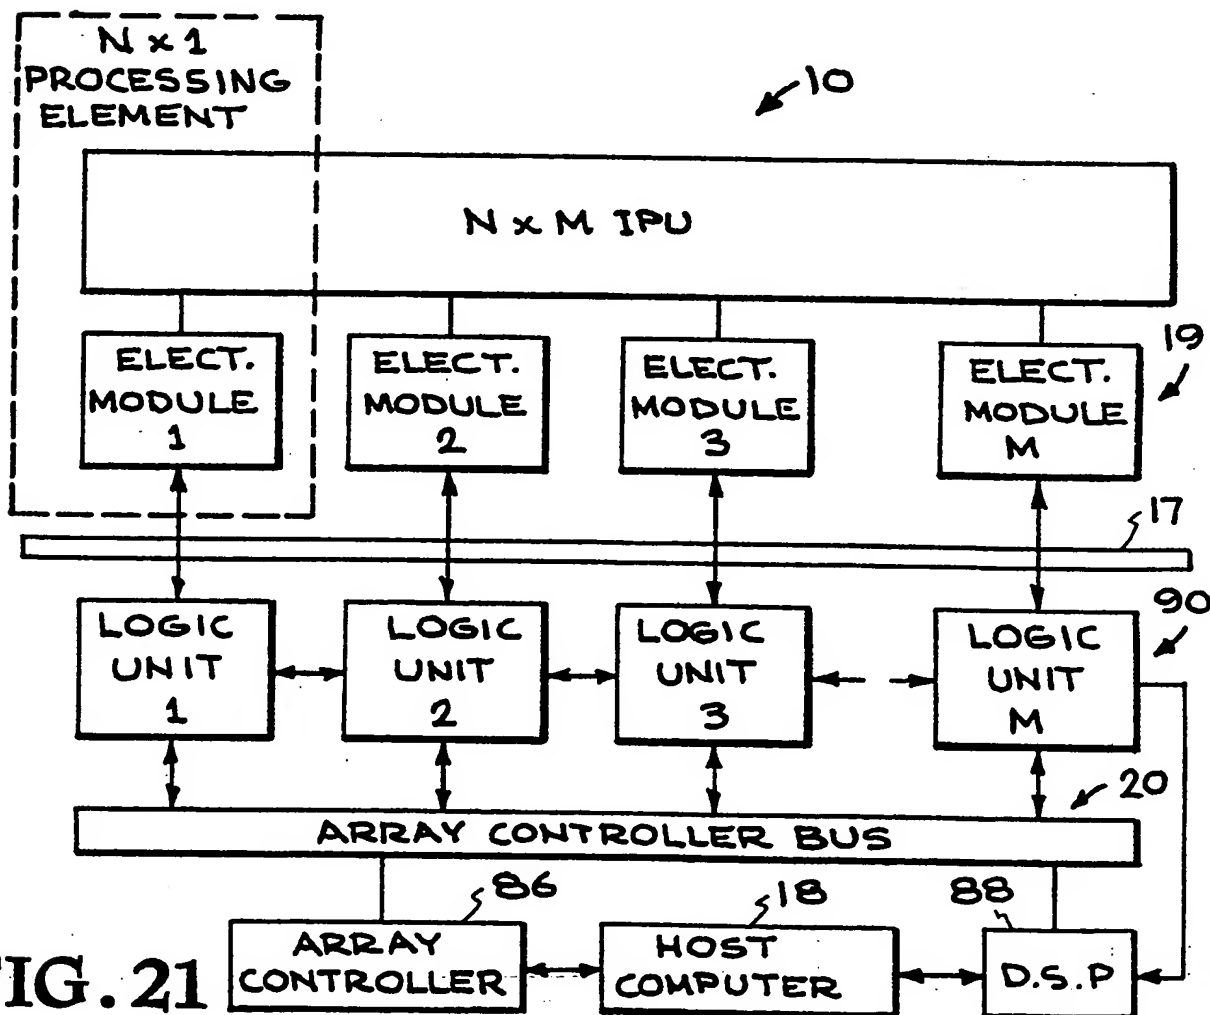 N x 1
PROCESSING
ELEMENT
10
N x M IPU
ELECT.
MODULE
1
ELECT.
MODULE
2
ELECT.
MODULE
3
ELECT.
MODULE
M
19
17
LOGIC
UNIT
1
LOGIC
UNIT
2
LOGIC
UNIT
3
LOGIC
UNIT
M
90
20
ARRAY CONTROLLER BUS
86
18
88
ARRAY
CONTROLLER
HOST
COMPUTER
D.S.P
FIG. 21